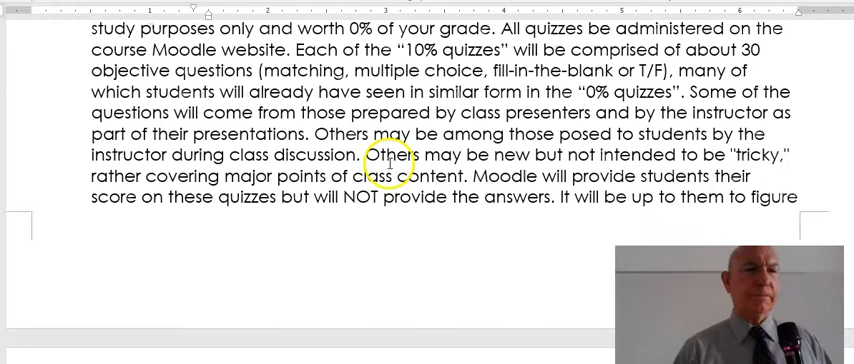 1 2 3 4 5 6
study purposes only and worth 0% of your grade. All quizzes be administered on the
course Moodle website. Each of the “10% quizzes” will be comprised of about 30
objective questions (matching, multiple choice, fill-in-the-blank or T/F), many of
which students will already have seen in similar form in the “0% quizzes”. Some of the
questions will come from those prepared by class presenters and by the instructor as
part of their presentations. Others may be among those posed to students by the
instructor during class discussion. Others may be new but not intended to be "tricky,"
rather covering major points of class content. Moodle will provide students their
score on these quizzes but will NOT provide the answers. It will be up to them to figure